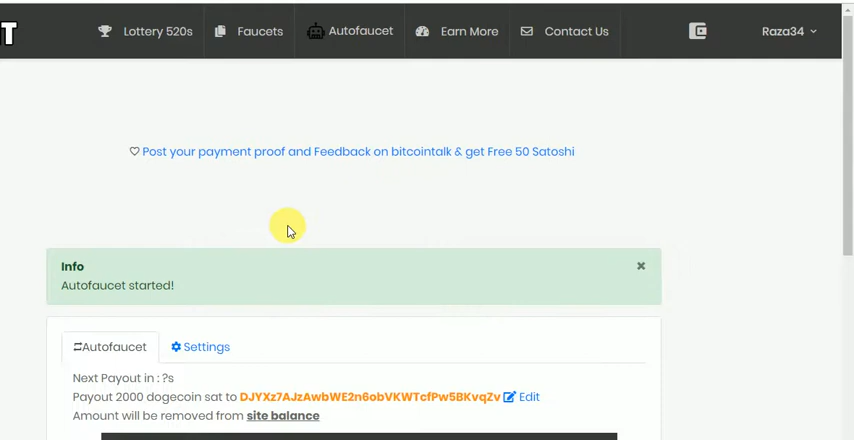 T Lottery 520s Faucets Autofaucet Earn More Contact Us Raza34
Post your payment proof and Feedback on bitcointalk & get Free 50 Satoshi
Info
Autofaucet started!
Autofaucet Settings
Next Payout in : ?s
Payout 2000 dogecoin sat to DJYXz7AJzAwbWE2n6obVKWTcfPw5BKvqZv Edit
Amount will be removed from site balance